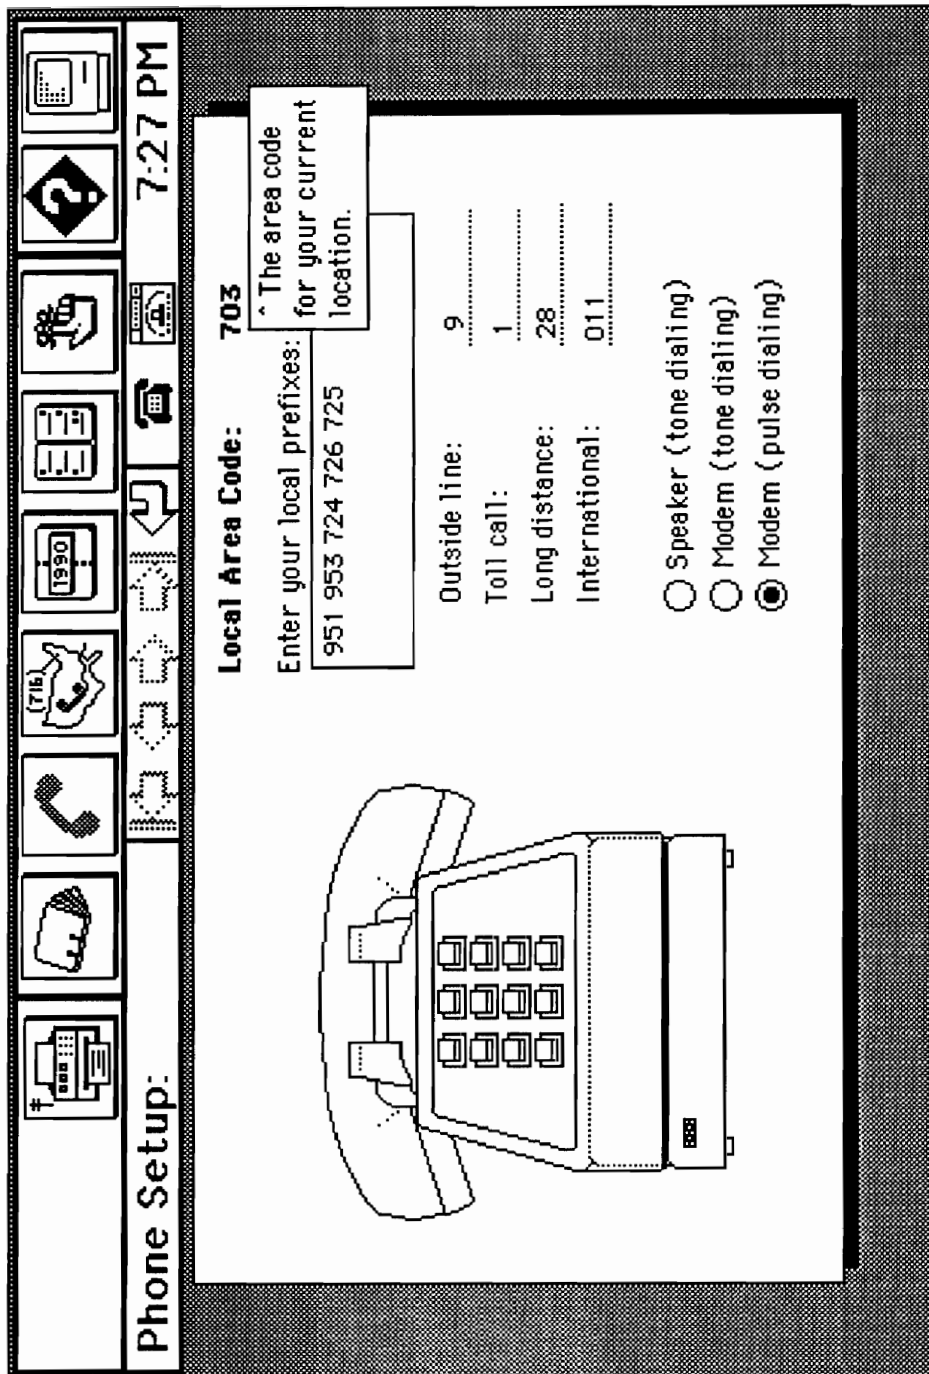 #
(716)
1990
Phone Setup:
7:27 PM
Local Area Code: 703
^ The area code
for your current
location.
Enter your local prefixes:
951 953 724 726 725
Outside line: 9
Toll call: 1
Long distance: 28
International: 011
Speaker (tone dialing)
Modem (tone dialing)
Modem (pulse dialing)